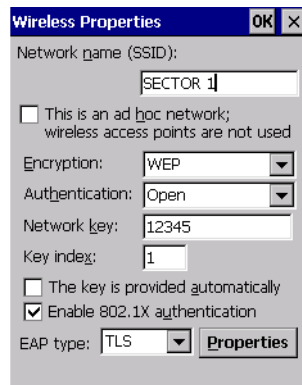 Wireless Properties OK ×
Network name (SSID):
SECTOR 1
This is an ad hoc network;
wireless access points are not used
Encryption: WEP
Authentication: Open
Network key: 12345
Key index: 1
The key is provided automatically
Enable 802.1X authentication
EAP type: TLS Properties